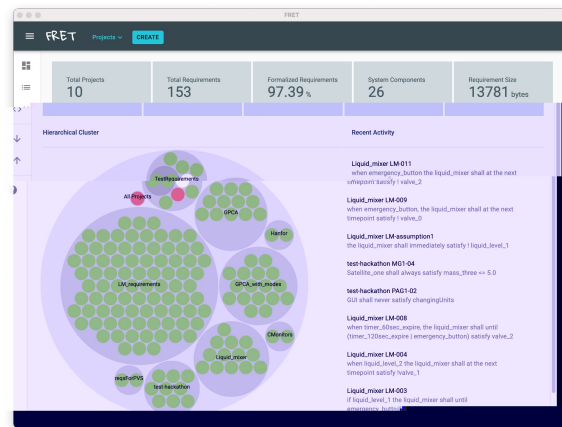 FRET
FRET
Projects
CREATE
Total Projects
10
Total Requirements
153
Formalized Requirements
97.39 %
System Components
26
Requirement Size
13781 bytes
Hierarchical Cluster
TestRequirements
All Projects
GPCA
Hanfor
LM_requirements
GPCA_with_modes
CMonitors
Liquid_mixer
reqsForPVS
test-hackathon
Recent Activity
Liquid_mixer LM-011
when emergency_button the liquid_mixer shall at the next
timepoint satisfy ! valve_2
Liquid_mixer LM-009
when emergency_button, the liquid_mixer shall at the next
timepoint satisfy ! valve_0
Liquid_mixer LM-assumption1
the liquid_mixer shall immediately satisfy ! liquid_level_1
test-hackathon MG1-04
Satellite_one shall always satisfy mass_three <= 5.0
test-hackathon PAG1-02
GUI shall never satisfy changingUnits
Liquid_mixer LM-008
when timer_60sec_expire, the liquid_mixer shall until
(timer_120sec_expire | emergency_button) satisfy valve_2
Liquid_mixer LM-004
when liquid_level_2 the liquid_mixer shall at the next
timepoint satisfy !valve_1
Liquid_mixer LM-003
if liquid_level_1 the liquid_mixer shall until